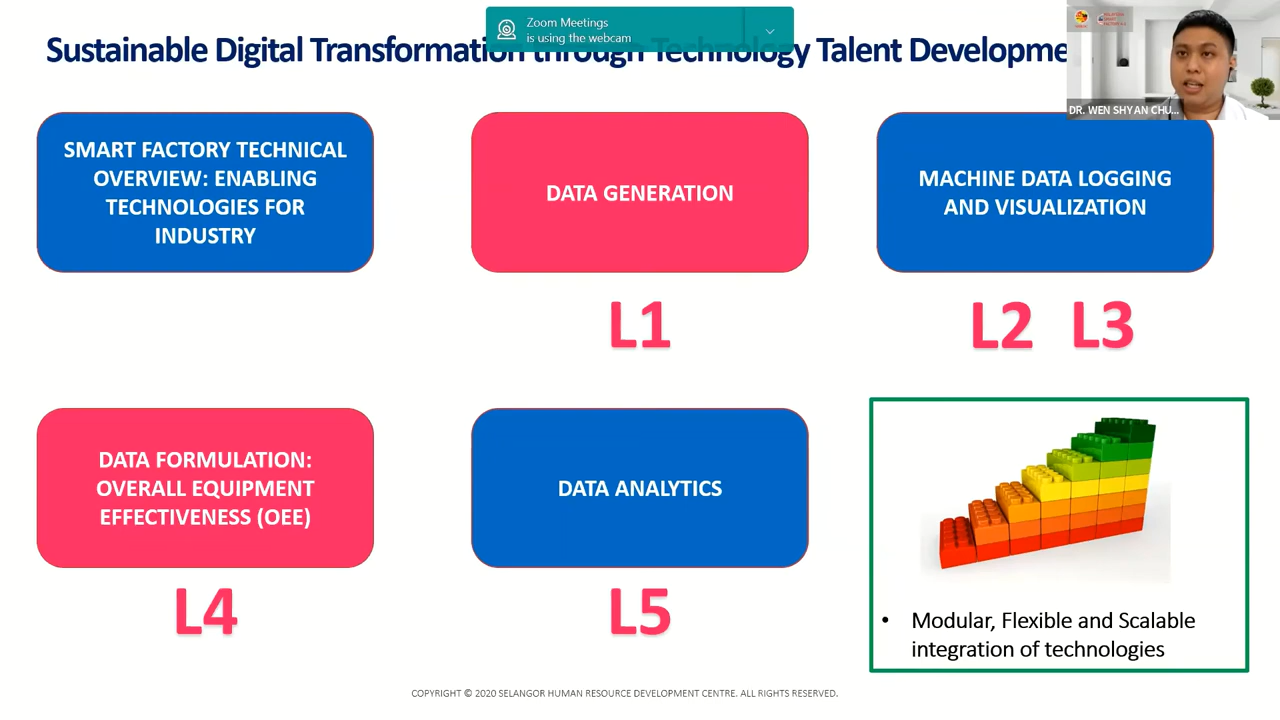 Zoom Meetings
is using the webcam
Sustainable Digital Transformation through Technology Talent Developme
DR. WEN SHYAN CHU...
SMART FACTORY TECHNICAL
OVERVIEW: ENABLING
TECHNOLOGIES FOR
INDUSTRY
DATA GENERATION
L1
MACHINE DATA LOGGING
AND VISUALIZATION
L2 L3
DATA FORMULATION:
OVERALL EQUIPMENT
EFFECTIVENESS (OEE)
L4
DATA ANALYTICS
L5
• Modular, Flexible and Scalable
integration of technologies
COPYRIGHT © 2020 SELANGOR HUMAN RESOURCE DEVELOPMENT CENTRE. ALL RIGHTS RESERVED.